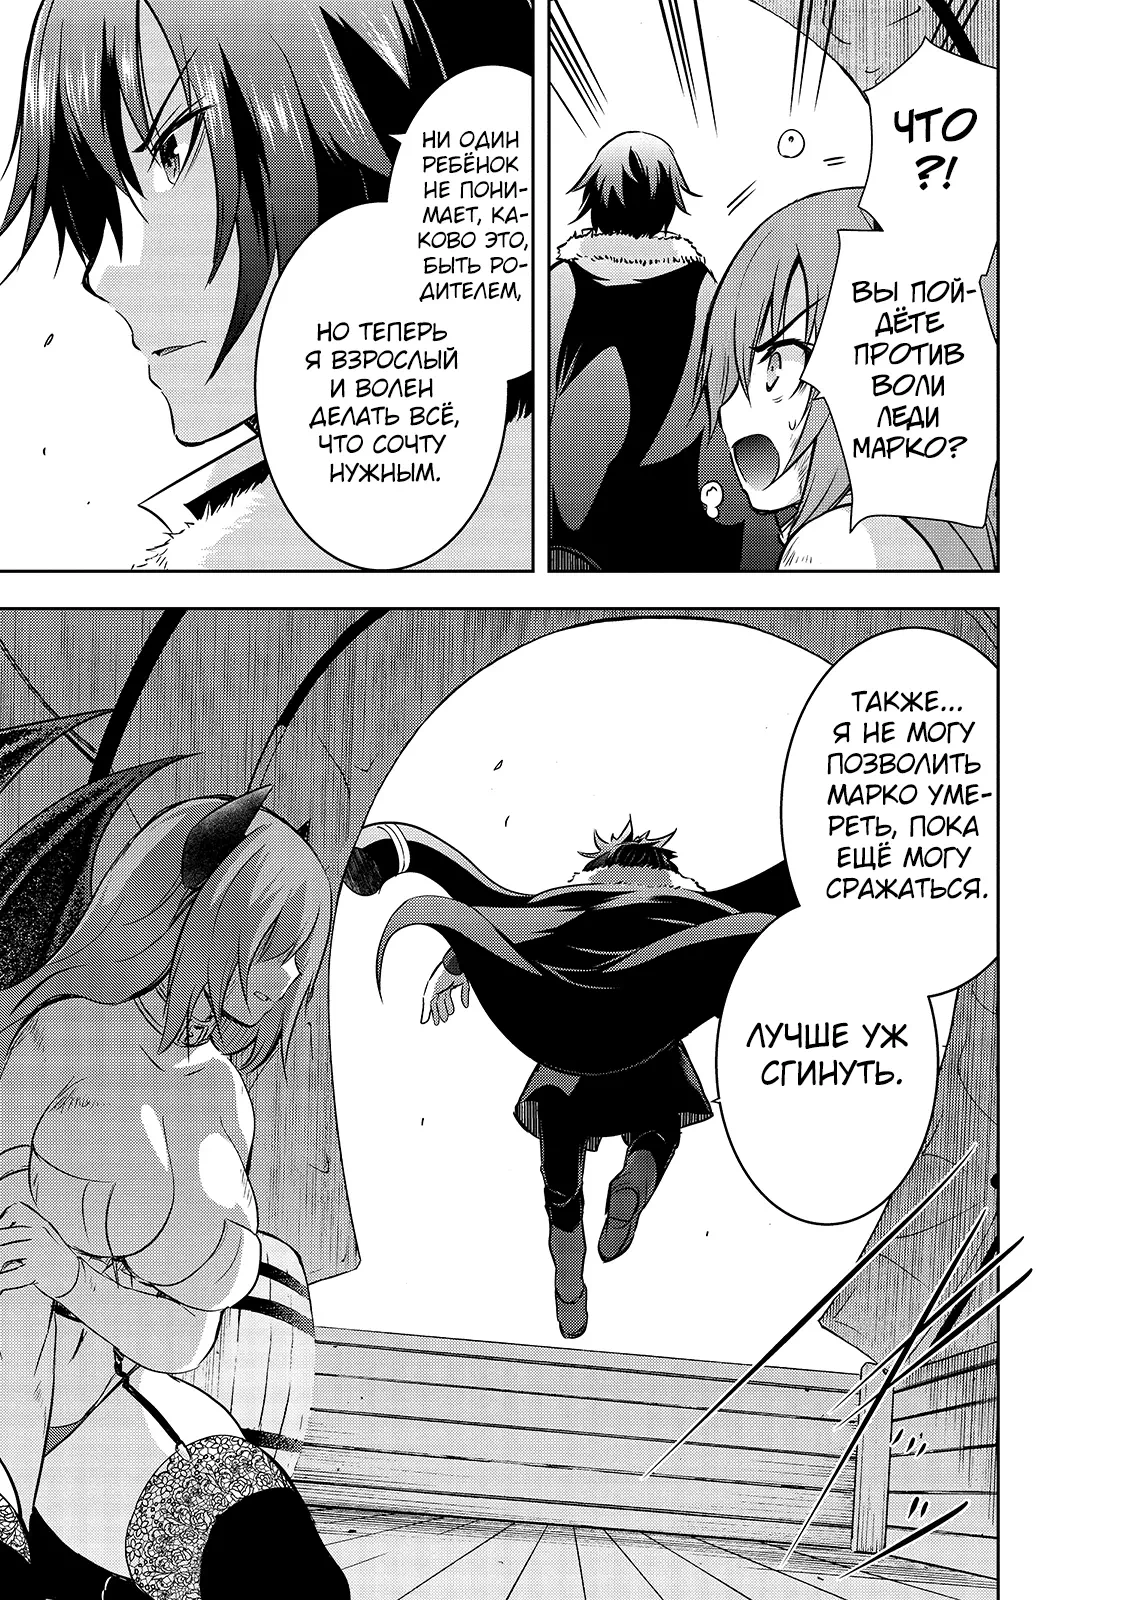 ЧТО
?!
ВЫ ПОЙ-
ДЁТЕ
ПРОТИВ
ВОЛИ
ЛЕДИ
МАРКО?
НИ ОДИН
РЕБЁНОК
НЕ ПОНИ-
МАЕТ, КА-
КОВО ЭТО,
БЫТЬ РО-
ДИТЕЛЕМ,
НО ТЕПЕРЬ
Я ВЗРОСЛЫЙ
И ВОЛЕН
ДЕЛАТЬ ВСЁ,
ЧТО СОЧТУ
НУЖНЫМ.
ТАКЖЕ...
Я НЕ МОГУ
ПОЗВОЛИТЬ
МАРКО УМЕ-
РЕТЬ, ПОКА
ЕЩЁ МОГУ
СРАЖАТЬСЯ.
ЛУЧШЕ УЖ
СГИНУТЬ.